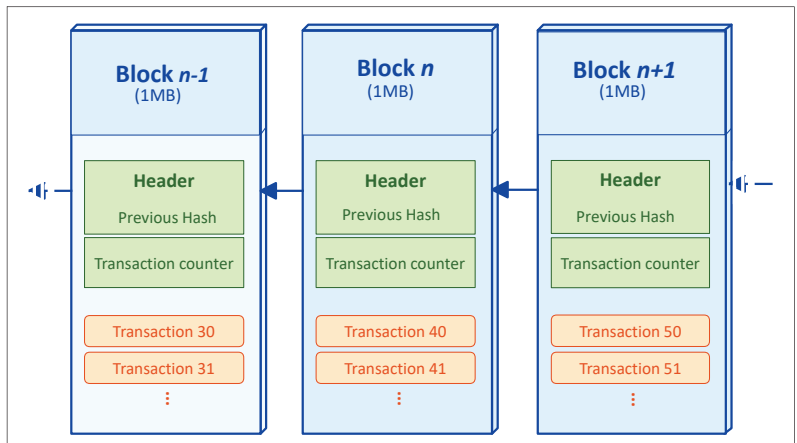 Block n-1
(1MB)
Header
Previous Hash
Transaction counter
Transaction 30
Transaction 31
Block n
(1MB)
Header
Previous Hash
Transaction counter
Transaction 40
Transaction 41
Block n+1
(1MB)
Header
Previous Hash
Transaction counter
Transaction 50
Transaction 51